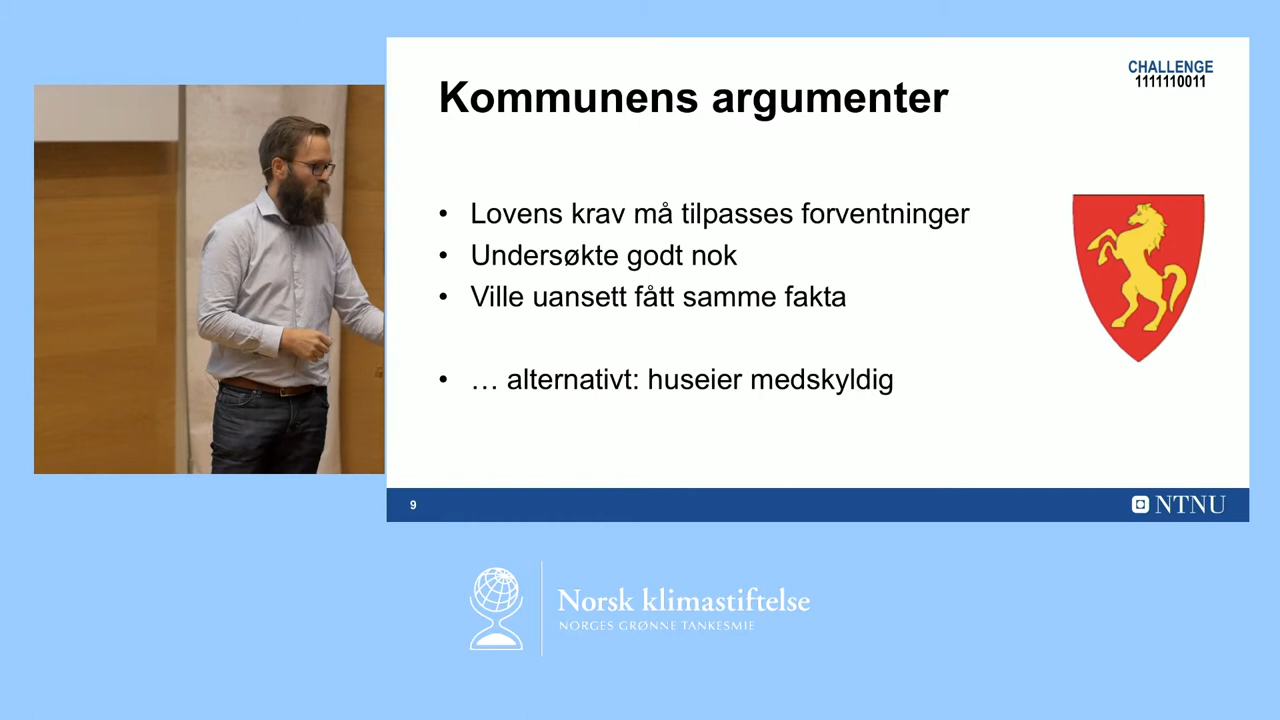 Kommunens argumenter
CHALLENGE
1111110011
• Lovens krav må tilpasses forventninger
• Undersøkte godt nok
• Ville uansett fått samme fakta
• … alternativt: huseier medskyldig
9
NTNU
Norsk klimastiftelse
NORGES GRØNNE TANKESMIE